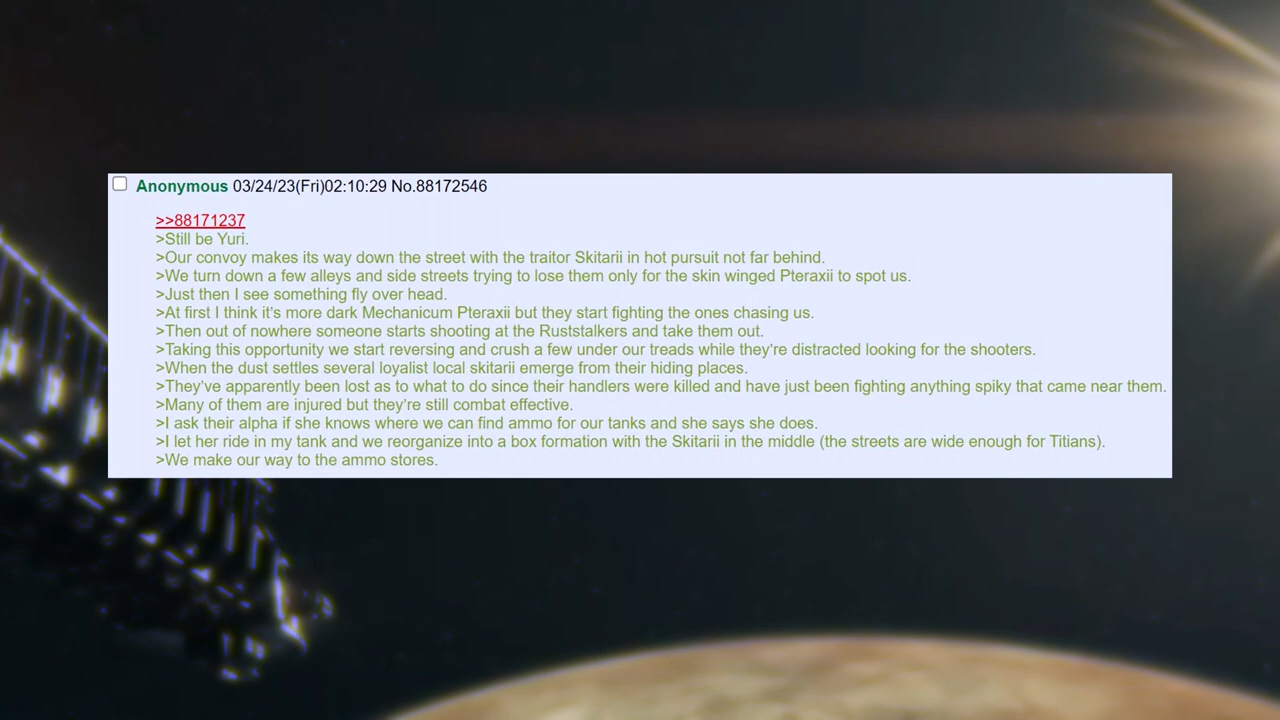 Anonymous 03/24/23(Fri)02:10:29 No.88172546
>>88171237
>Still be Yuri.
>Our convoy makes its way down the street with the traitor Skitarii in hot pursuit not far behind.
>We turn down a few alleys and side streets trying to lose them only for the skin winged Pteraxii to spot us.
>Just then I see something fly over head.
>At first I think it's more dark Mechanicum Pteraxii but they start fighting the ones chasing us.
>Then out of nowhere someone starts shooting at the Ruststalkers and take them out.
>Taking this opportunity we start reversing and crush a few under our treads while they’re distracted looking for the shooters.
>When the dust settles several loyalist local skitarii emerge from their hiding places.
>They’ve apparently been lost as to what to do since their handlers were killed and have just been fighting anything spiky that came near them.
>Many of them are injured but they’re still combat effective.
>I ask their alpha if she knows where we can find ammo for our tanks and she says she does.
>I let her ride in my tank and we reorganize into a box formation with the Skitarii in the middle (the streets are wide enough for Titians).
>We make our way to the ammo stores.